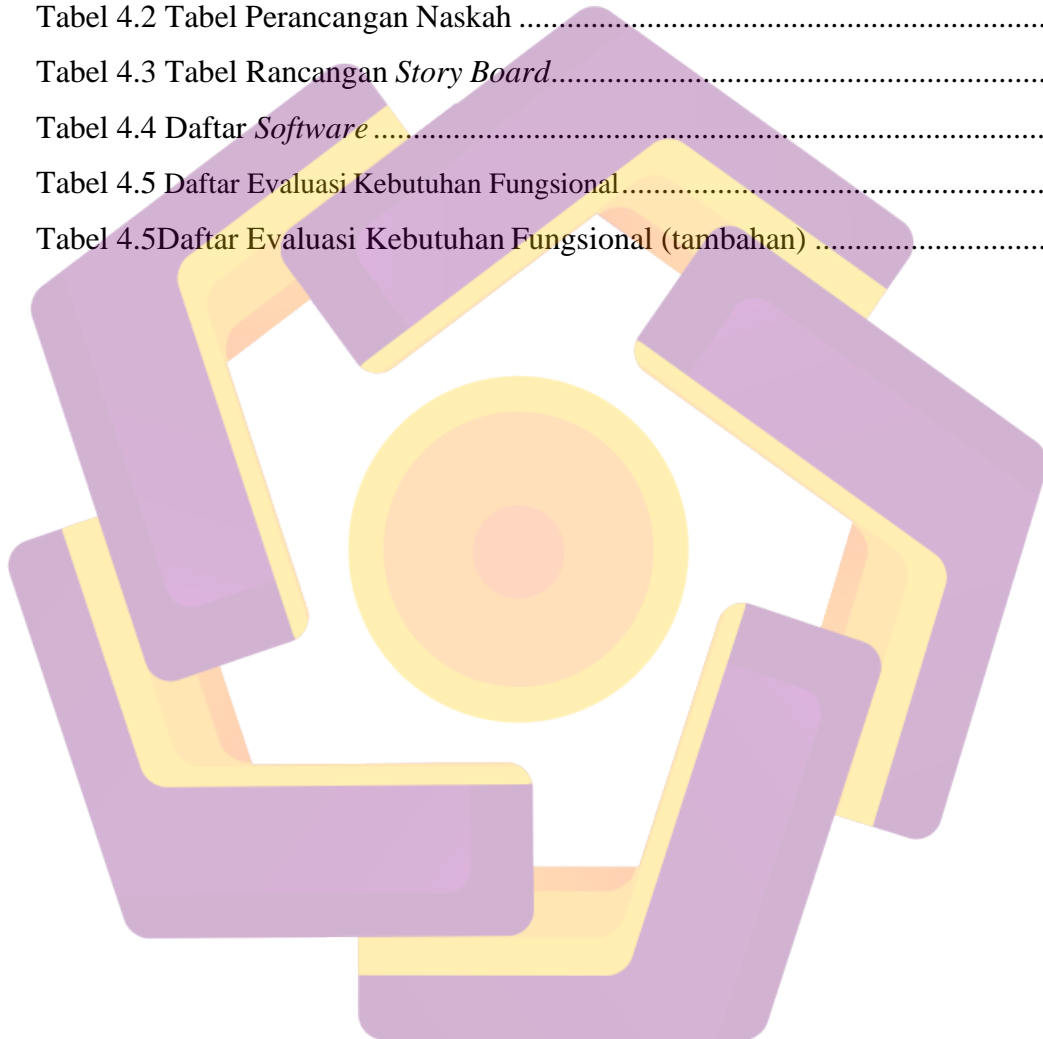 Tabel 4.2 Tabel Perancangan Naskah ..............................................................
Tabel 4.3 Tabel Rancangan Story Board..........................................................
Tabel 4.4 Daftar Software................................................................................
Tabel 4.5 Daftar Evaluasi Kebutuhan Fungsional..................................................
Tabel 4.5Daftar Evaluasi Kebutuhan Fungsional (tambahan) ...........................